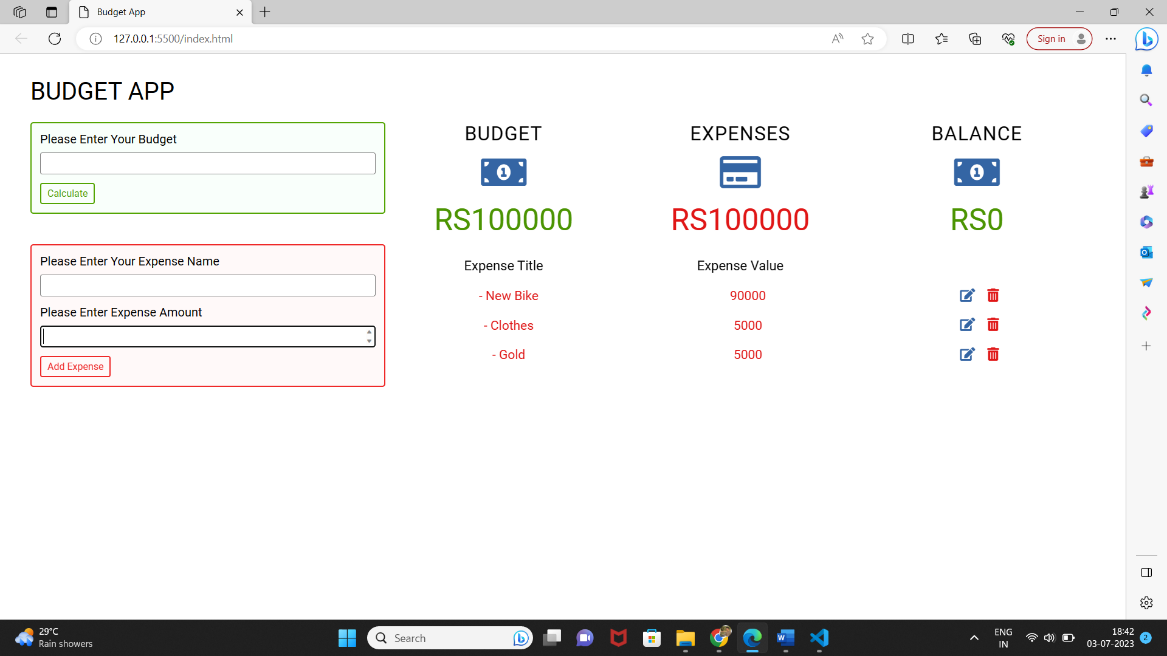 Budget App
127.0.0.1:5500/index.html
Sign in
BUDGET APP
Please Enter Your Budget
Calculate
Please Enter Your Expense Name
Please Enter Expense Amount
Add Expense
BUDGET EXPENSES BALANCE
1 1
RS100000 RS100000 RS0
Expense Title Expense Value
- New Bike 90000
- Clothes 5000
- Gold 5000
29°C
Rain showers
Search
ENG
IN
18:42
03-07-2023
2